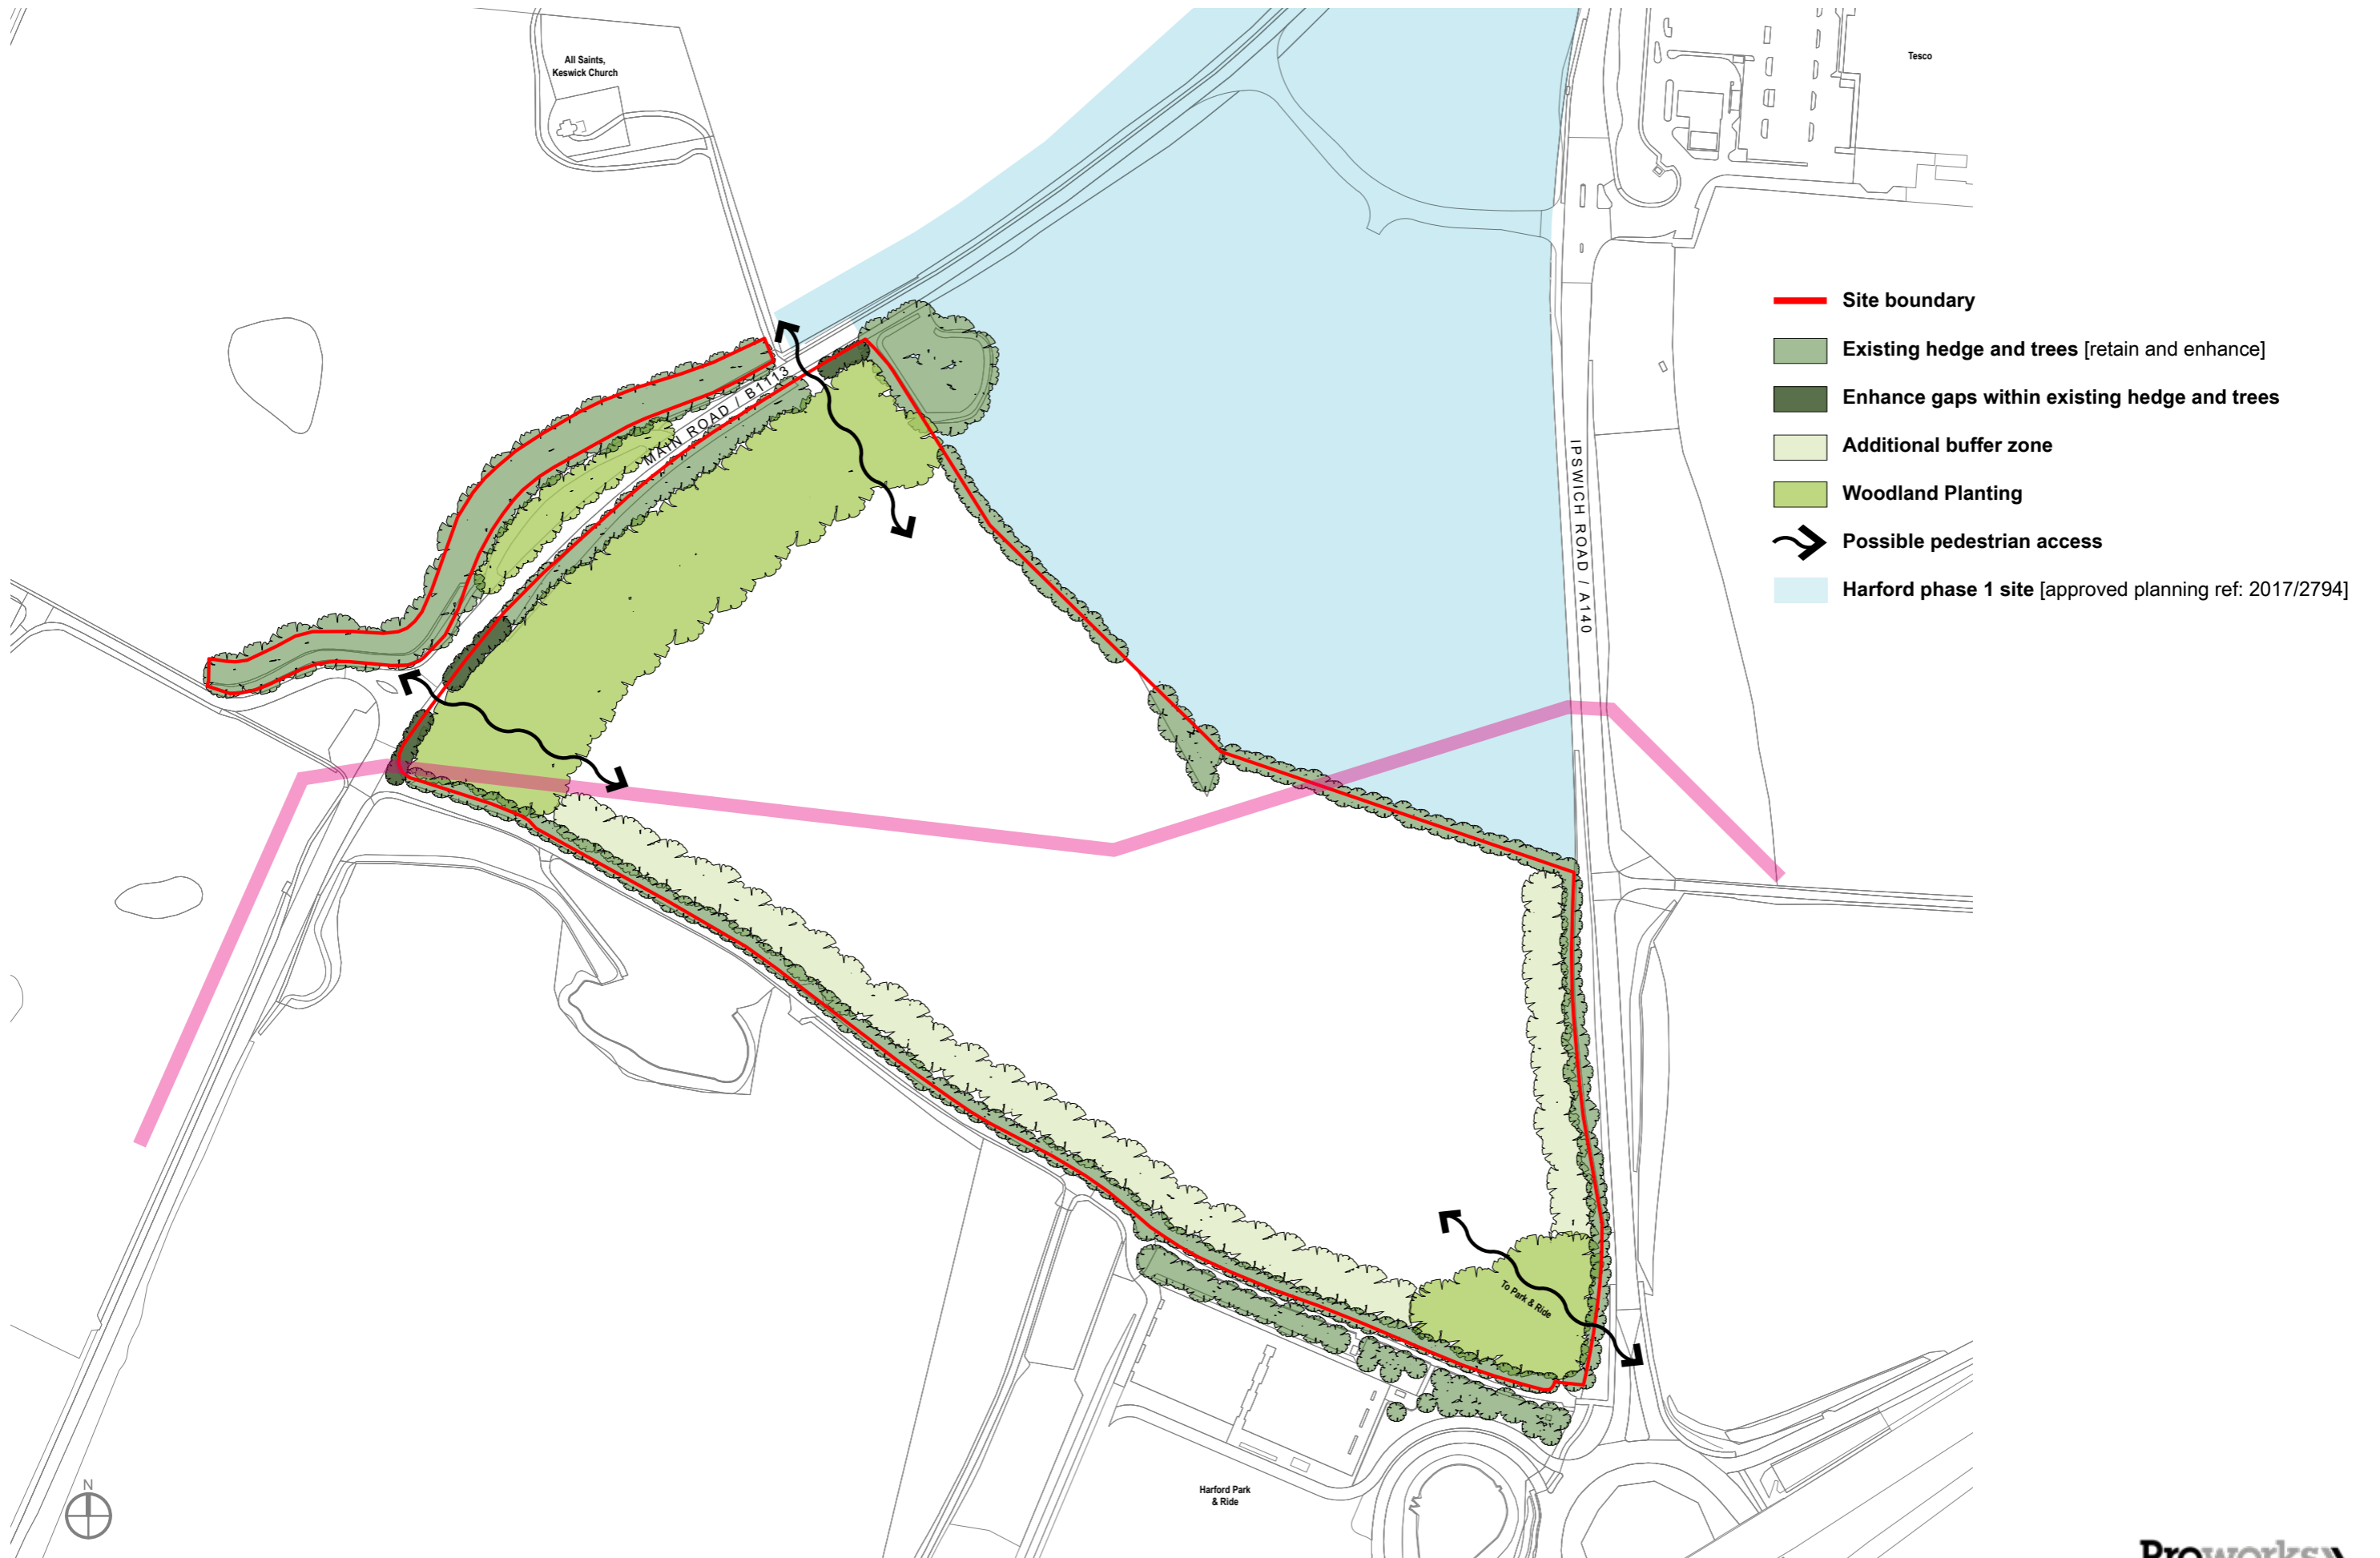 All Saints,
Keswick Church
Tesco
Site boundary
Existing hedge and trees [retain and enhance]
Enhance gaps within existing hedge and trees
Additional buffer zone
Woodland Planting
Possible pedestrian access
Harford phase 1 site [approved planning ref: 2017/2794]
MAIN ROAD / B1113
IPSWICH ROAD / A140
To Park & Ride
Harford Park
& Ride
N
Proworks